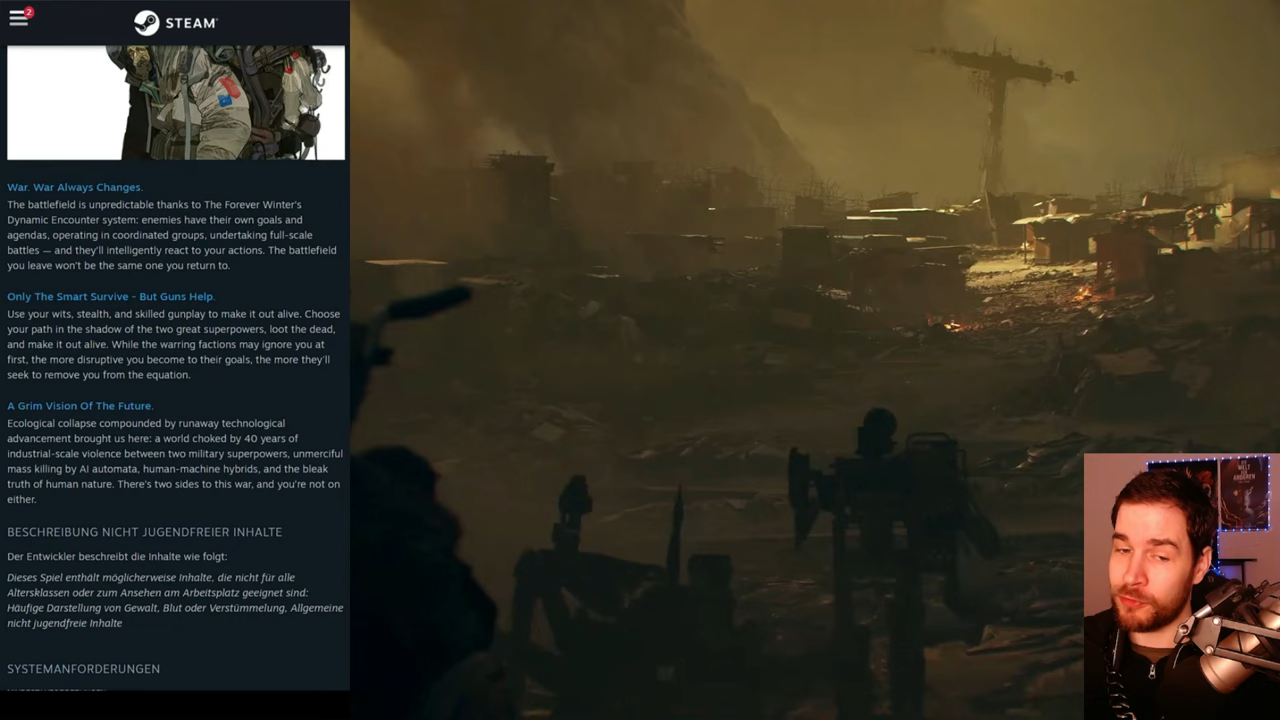 2
STEAM
War. War Always Changes.
The battlefield is unpredictable thanks to The Forever Winter's
Dynamic Encounter system: enemies have their own goals and
agendas, operating in coordinated groups, undertaking full-scale
battles — and they'll intelligently react to your actions. The battlefield
you leave won't be the same one you return to.
Only The Smart Survive - But Guns Help.
Use your wits, stealth, and skilled gunplay to make it out alive. Choose
your path in the shadow of the two great superpowers, loot the dead,
and make it out alive. While the warring factions may ignore you at
first, the more disruptive you become to their goals, the more they'll
seek to remove you from the equation.
A Grim Vision Of The Future.
Ecological collapse compounded by runaway technological
advancement brought us here: a world choked by 40 years of
industrial-scale violence between two military superpowers, unmerciful
mass killing by AI automata, human-machine hybrids, and the bleak
truth of human nature. There's two sides to this war, and you're not on
either.
BESCHREIBUNG NICHT JUGENDFREIER INHALTE
Der Entwickler beschreibt die Inhalte wie folgt:
Dieses Spiel enthält möglicherweise Inhalte, die nicht für alle
Altersklassen oder zum Ansehen am Arbeitsplatz geeignet sind:
Häufige Darstellung von Gewalt, Blut oder Verstümmelung, Allgemeine
nicht jugendfreie Inhalte
SYSTEMANFORDERUNGEN
WELT
ANDEREN